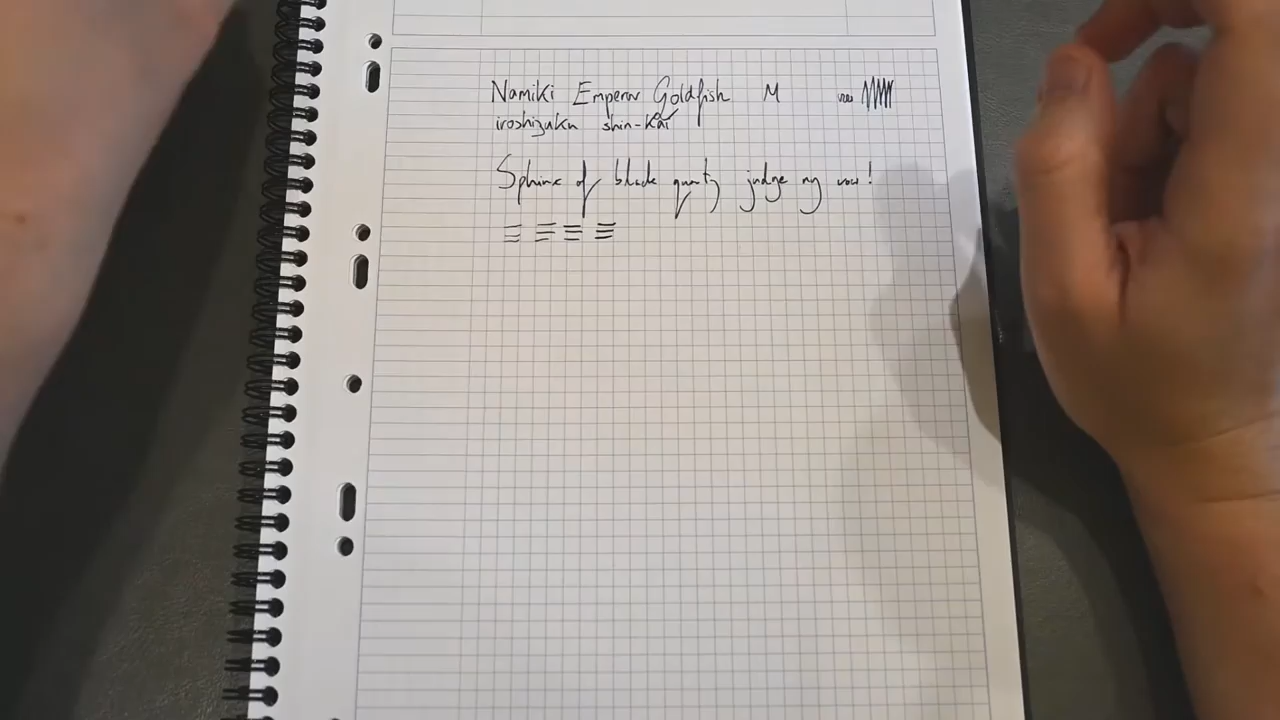 Namiki Emperor Goldfish M
iroshizuku shin-kai
Sphinx of black quartz judge my vow!